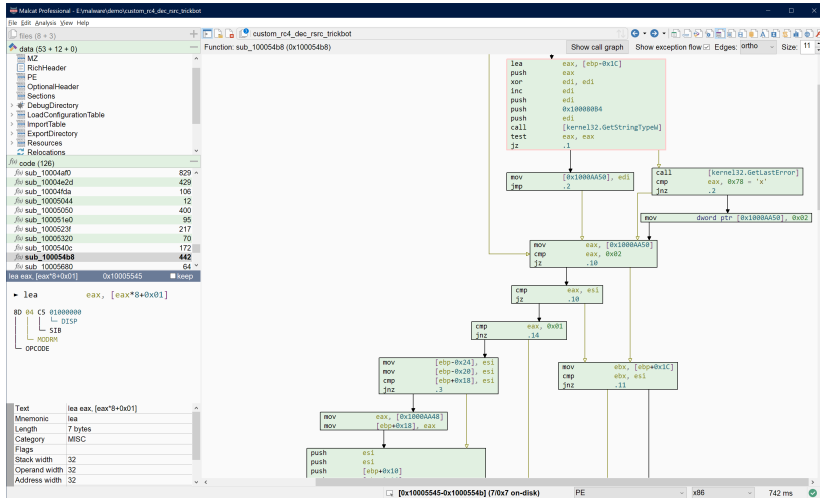 Malcat Professional - E:\malware\demo\custom_rc4_dec_rsrc_trickbot
File Edit Analysis View Help
files (8 + 3)
custom_rc4_dec_rsrc_trickbot
data (53 + 12 + 0)
Function: sub_100054b8 (0x100054b8)
Show call graph
Show exception flow
Edges: ortho
Size: 11
MZ
RichHeader
PE
OptionalHeader
Sections
DebugDirectory
LoadConfigurationTable
ImportTable
ExportDirectory
Resources
Relocations
code (126)
sub_10004af0 829
sub_10004e2d 429
sub_10004fda 106
sub_10005044 12
sub_10005050 400
sub_100051e0 95
sub_1000523f 217
sub_10005320 70
sub_1000540c 172
sub_100054b8 442
sub_10005680 64
lea eax, [eax*8+0x01] 0x10005545 keep
lea eax, [eax*8+0x01]
8D 04 C5 01000000
DISP
SIB
MODRM
OPCODE
Text lea eax, [eax*8+0x01]
Mnemonic lea
Length 7 bytes
Category MISC
Flags
Stack width 32
Operand width 32
Address width 32
lea eax, [ebp-0x1C]
push eax
xor edi, edi
inc edi
push edi
push 0x100080B4
push edi
call [kernel32.GetStringTypeW]
test eax, eax
jz .1
mov [0x1000AA50], edi
jmp .2
call [kernel32.GetLastError]
cmp eax, 0x78 = 'x'
jnz .2
mov dword ptr [0x1000AA50], 0x02
mov eax, [0x1000AA50]
cmp eax, 0x02
jz .10
cmp eax, esi
jz .10
cmp eax, 0x01
jnz .14
mov [ebp-0x24], esi
mov [ebp-0x20], esi
cmp [ebp+0x18], esi
jnz .3
mov ebx, [ebp+0x1C]
cmp ebx, esi
jnz .11
mov eax, [0x1000AA48]
mov [ebp+0x18], eax
push esi
push esi
push [ebp+0x10]
[0x10005545-0x1000554b] (7/0x7 on-disk)
PE
x86
742 ms